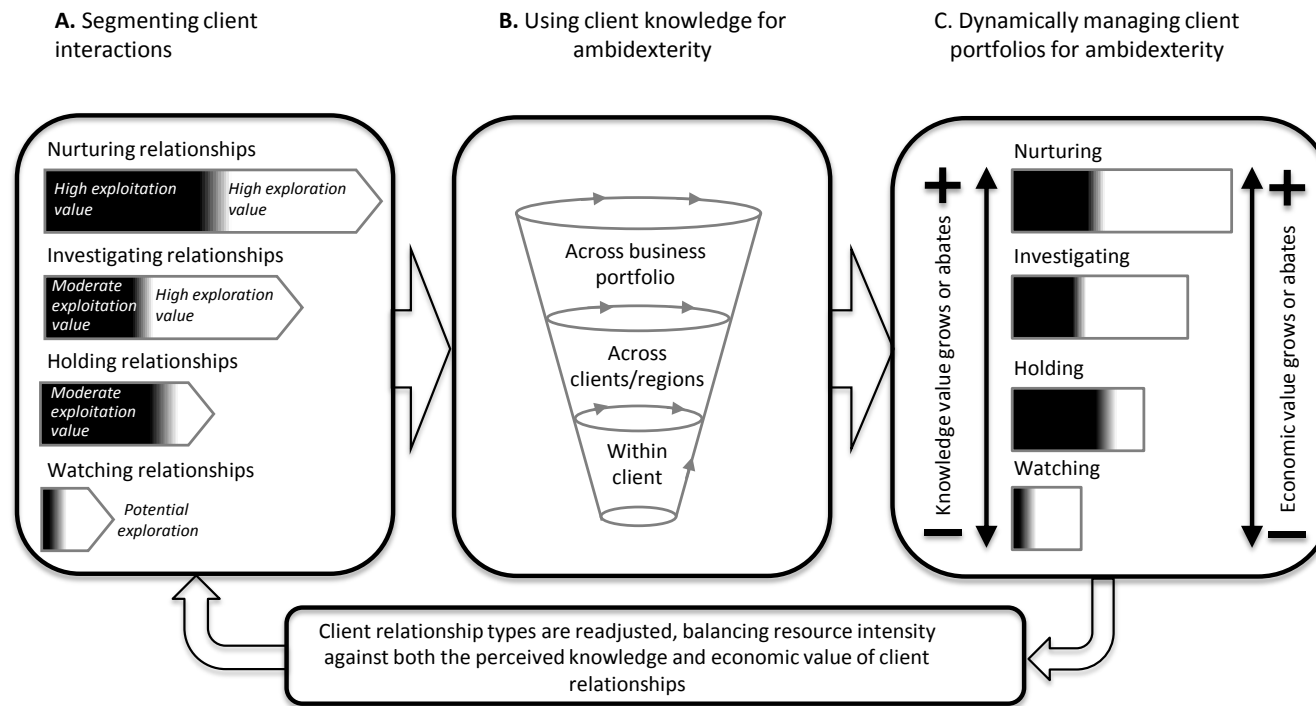 A. Segmenting client
interactions
B. Using client knowledge for
ambidexterity
C. Dynamically managing client
portfolios for ambidexterity
Nurturing relationships
High exploitation
value
High exploration
value
Investigating relationships
Moderate
exploitation
value
High exploration
value
Holding relationships
Moderate
exploitation
value
Watching relationships
Potential
exploration
Across business
portfolio
Across
clients/regions
Within
client
Knowledge value grows or abates
+
−
Nurturing
Investigating
Holding
Watching
Economic value grows or abates
+
−
Client relationship types are readjusted, balancing resource intensity
against both the perceived knowledge and economic value of client
relationships